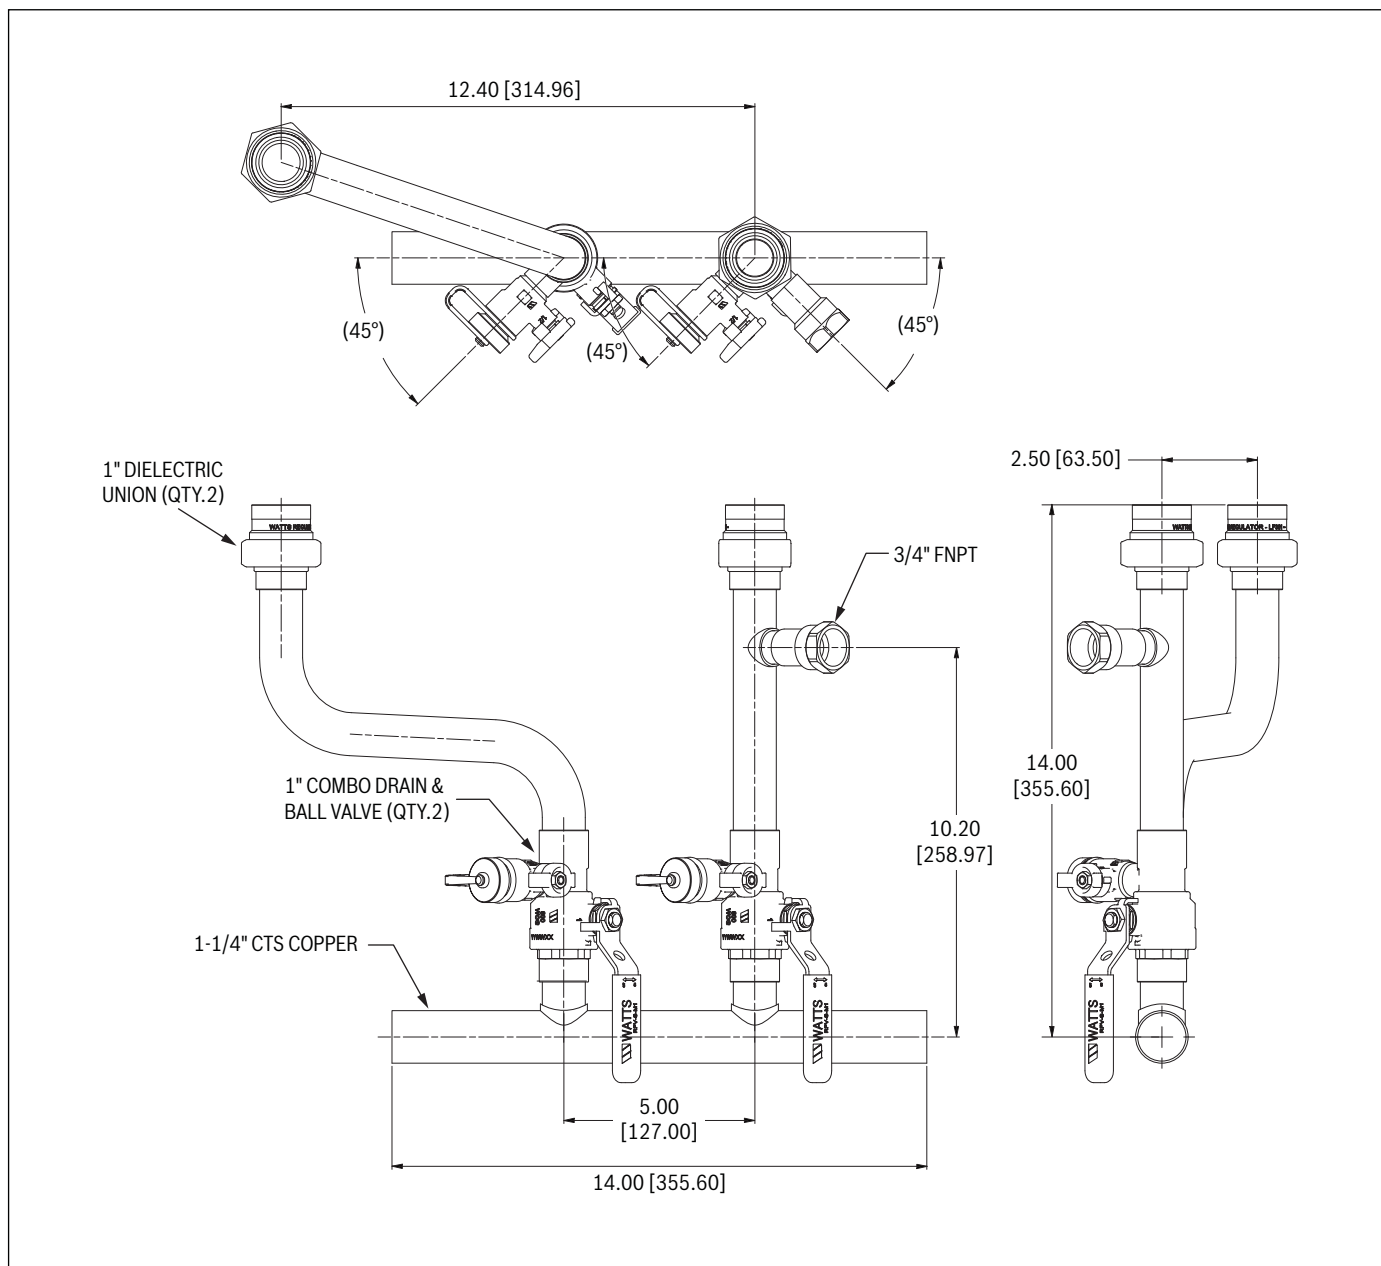 12.40 [314.96]
(45°)
(45°)
(45°)
2.50 [63.50]
1" DIELECTRIC
UNION (QTY.2)
WATTS
3/4" FNPT
14.00
[355.60]
1" COMBO DRAIN &
BALL VALVE (QTY.2)
10.20
[258.97]
1-1/4" CTS COPPER
WATTS
WATTS
5.00
[127.00]
14.00 [355.60]